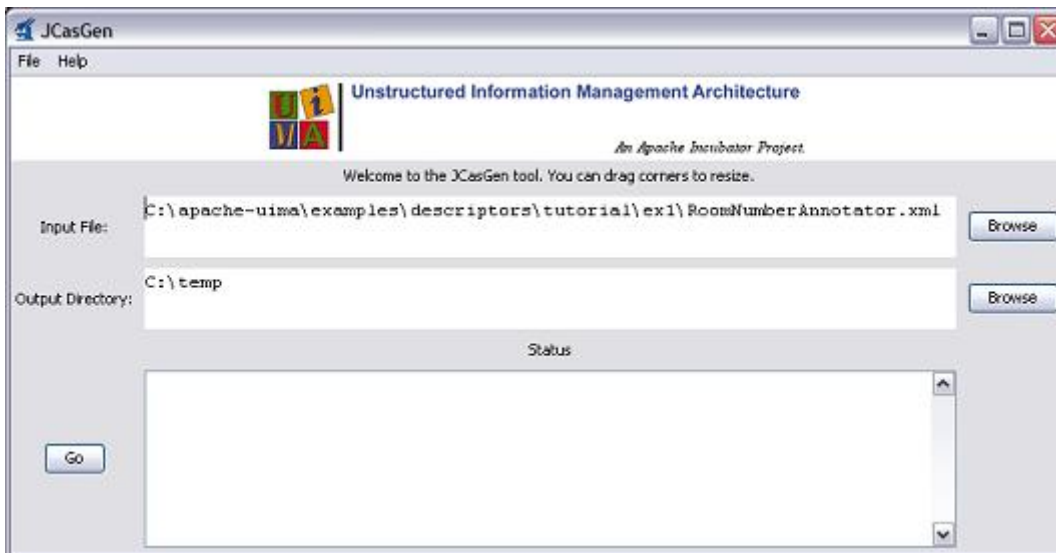 JCasGen
File Help
UIMA
Unstructured Information Management Architecture
An Apache Incubator Project.
Welcome to the JCasGen tool. You can drag corners to resize.
Input File:
C:\apache-uima\examples\descriptors\tutorial\ex1\RoomNumberAnnotator.xml
Browse
Output Directory:
C:\temp
Browse
Status
Go